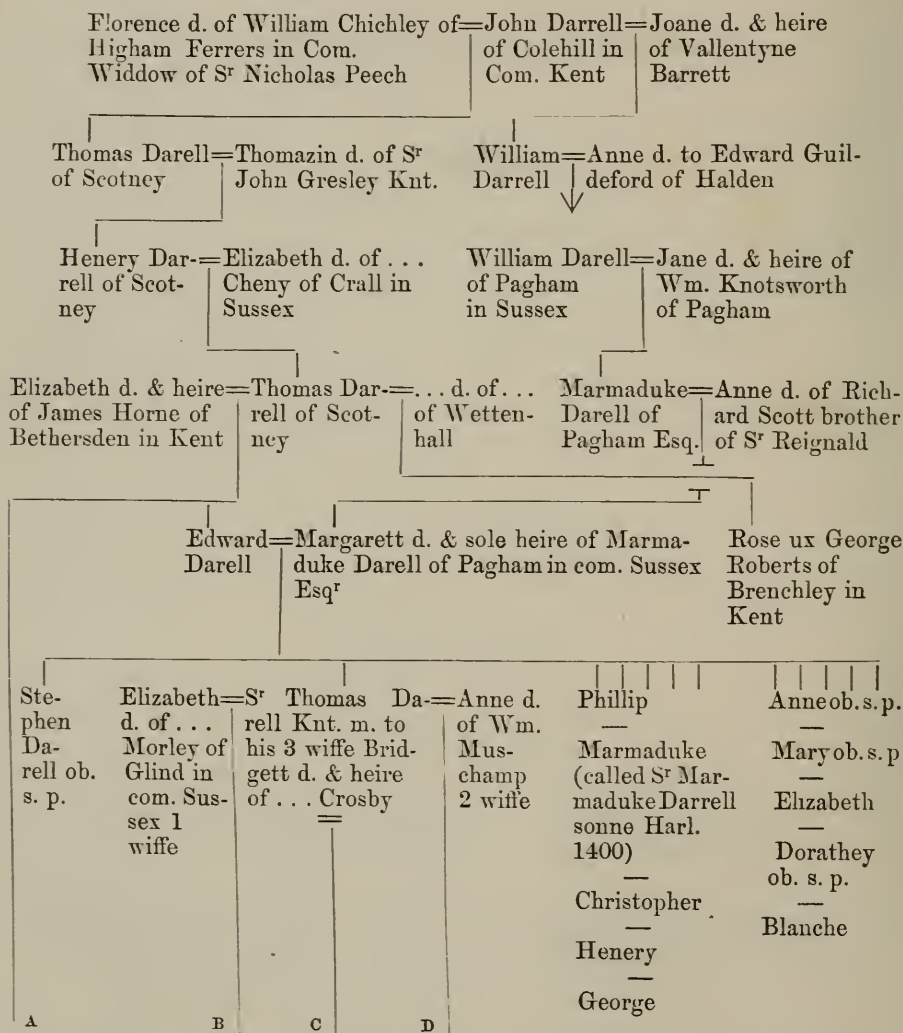 Florence d. of William Chichley of=John Darrell=Joane d. & heire
Higham Ferrers in Com. of Colehill in of Vallentyne
Widdow of Sr Nicholas Peech Com. Kent Barrett
Thomas Darell=Thomazin d. of Sr William=Anne d. to Edward Guil-
of Scotney John Gresley Knt. Darrell deford of Halden
Henery Dar-=Elizabeth d. of . . . William Darell=Jane d. & heire of
rell of Scot- Cheny of Crall in of Pagham Wm. Knotsworth
ney Sussex in Sussex of Pagham
Elizabeth d. & heire=Thomas Dar-=. . . d. of . . . Marmaduke=Anne d. of Rich-
of James Horne of rell of Scot- of Wetten- Darell of ard Scott brother
Bethersden in Kent ney hall Pagham Esq. of Sr Reignald
Edward=Margarett d. & sole heire of Marma- Rose ux George
Darell duke Darell of Pagham in com. Sussex Roberts of
Esqr Brenchley in
Kent
Ste- Elizabeth=Sr Thomas Da-=Anne d. Phillip Anne ob. s. p.
phen d. of . . . rell Knt. m. to of Wm. —
Da- Morley of his 3 wiffe Brid- Mus- Marmaduke Mary ob. s. p
rell ob. Glind in gett d. & heire champ (called Sr Mar- —
s. p. com. Sus- of . . . Crosby 2 wiffe maduke Darrell Elizabeth
sex 1 sonne Harl. —
wiffe 1400) Dorathey
— ob. s. p.
Christopher —
— Blanche
Henery
—
George
A B C D